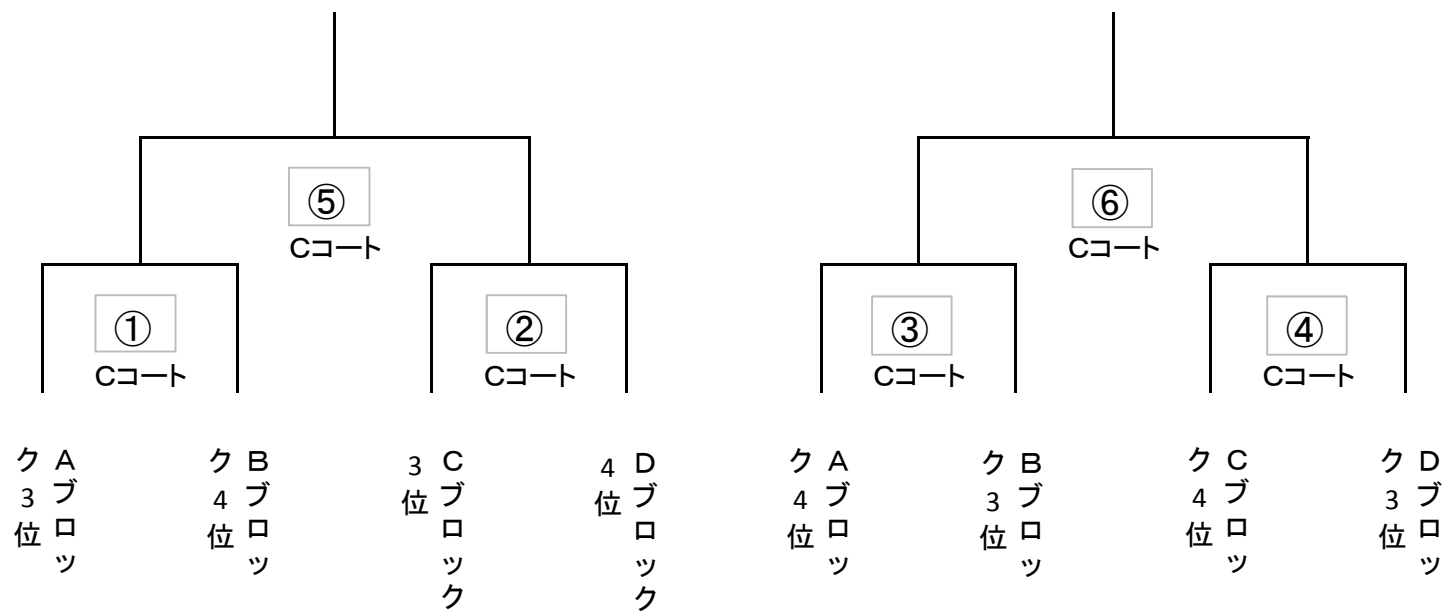 ⑤
Cコート
⑥
Cコート
①
Cコート
②
Cコート
③
Cコート
④
Cコート
Aブロッ
ク3位
Bブロッ
ク4位
Cブロック
3位
Dブロック
4位
Aブロッ
ク4位
Bブロッ
ク3位
Cブロッ
ク4位
Dブロッ
ク3位